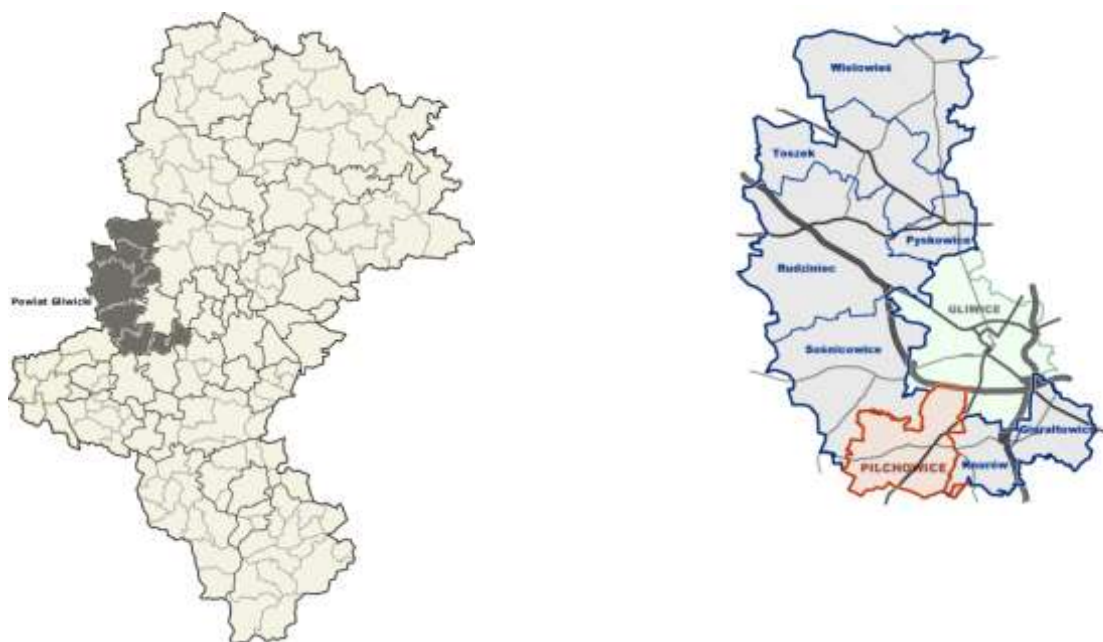 Powiat Gliwicki
Wielowieś
Toszek
Pyskowice
Rudziniec
GLIWICE
Sośnicowice
Gierałtowice
PILCHOWICE
Knurów